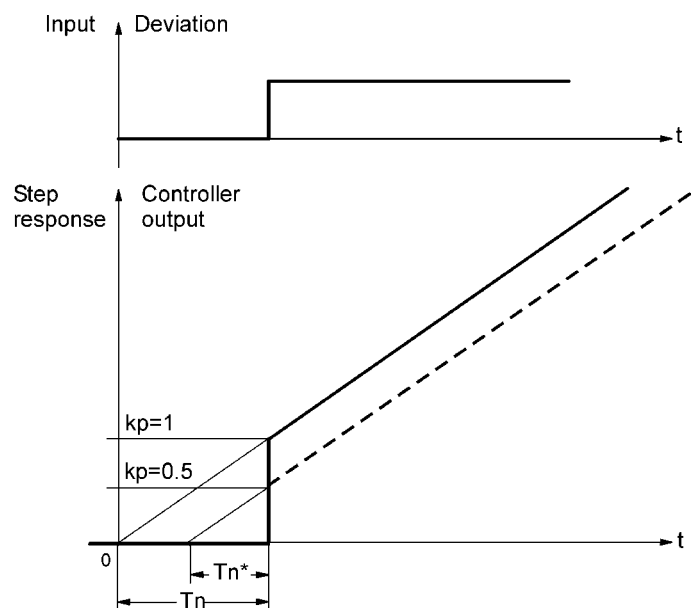 Input Deviation
t
Step Controller
response output
kp=1
kp=0.5
0
t
Tn*
Tn